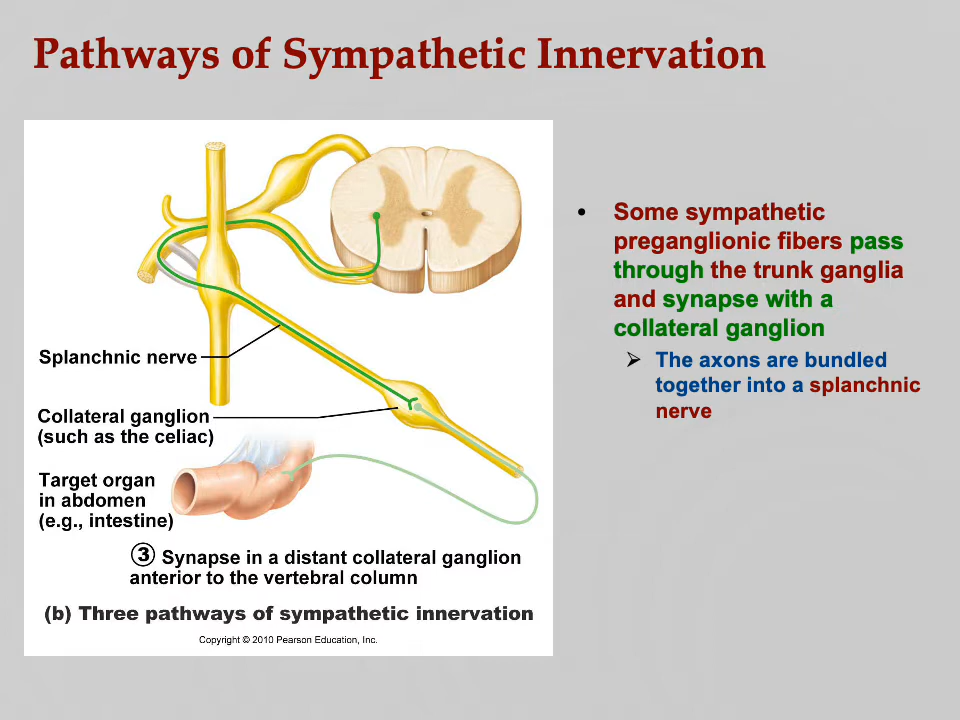 Pathways of Sympathetic Innervation
Splanchnic nerve
Collateral ganglion
(such as the celiac)
Target organ
in abdomen
(e.g., intestine)
③ Synapse in a distant collateral ganglion
anterior to the vertebral column
(b) Three pathways of sympathetic innervation
Copyright © 2010 Pearson Education, Inc.
• Some sympathetic
preganglionic fibers pass
through the trunk ganglia
and synapse with a
collateral ganglion
➢ The axons are bundled
together into a splanchnic
nerve